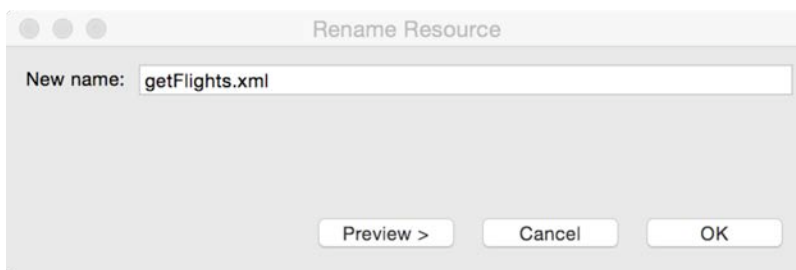 Rename Resource
New name: getFlights.xml
Preview > Cancel OK